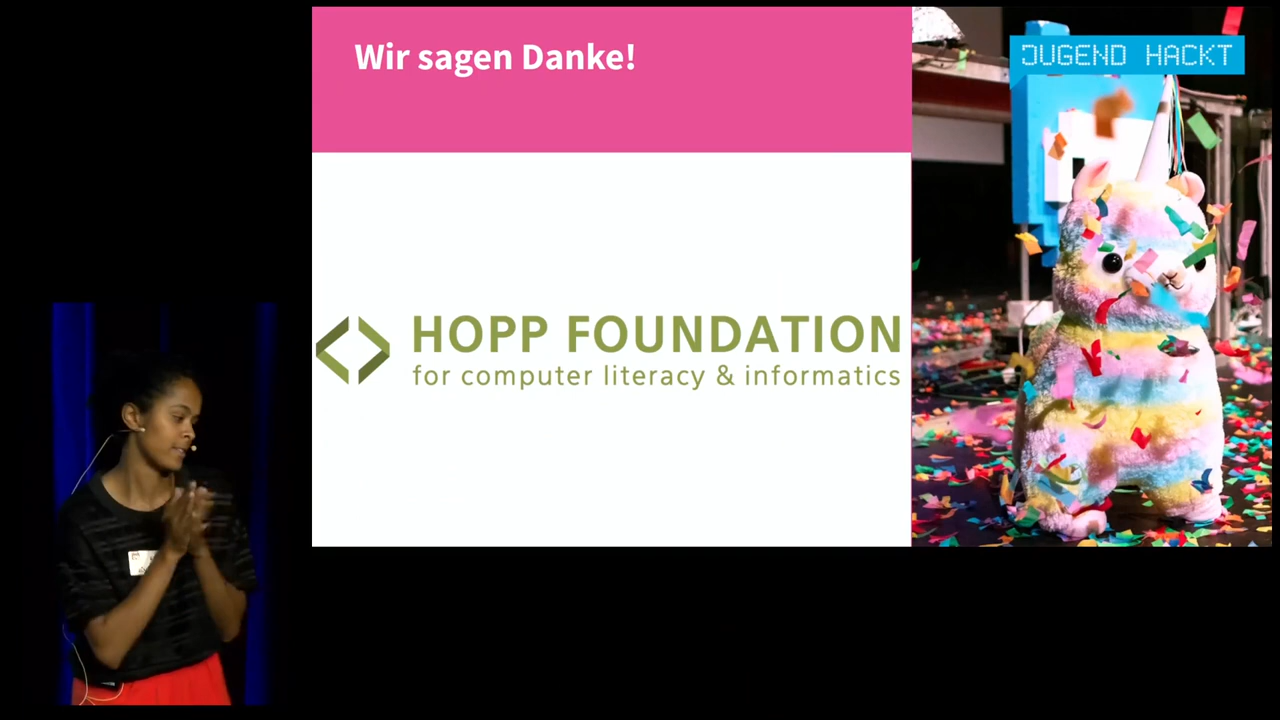 Wir sagen Danke!
JUGEND HACKT
HOPP FOUNDATION
for computer literacy & informatics